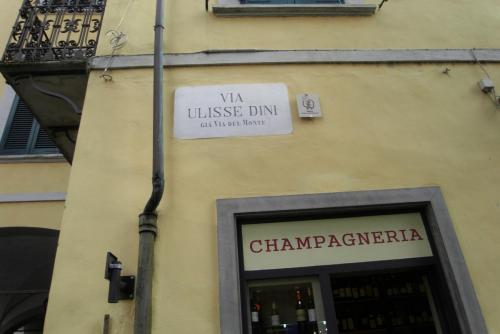 VIA
ULISSE DINI
GIÀ VIA DEL MONTE
CHAMPAGNERIA